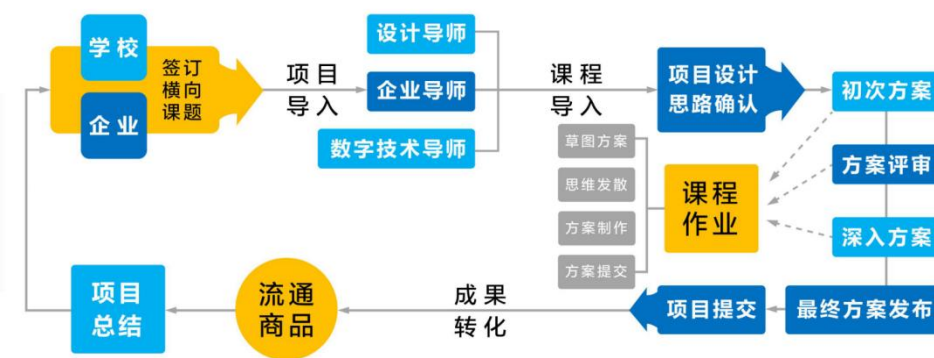 学校
企业
签订
横向
课题
项目
导入
设计导师
企业导师
数字技术导师
课程
导入
项目设计
思路确认
初次方案
方案评审
深入方案
最终方案发布
草图方案
思维发散
方案制作
方案提交
课程
作业
项目提交
成果
转化
流通
商品
项目
总结